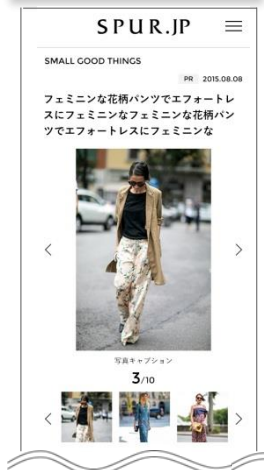 SPUR.JP
SMALL GOOD THINGS
PR 2015.08.08
フェミニンな花柄パンツでエフォートレ
スにフェミニンなフェミニンな花柄パン
ツでエフォートレスにフェミニンな
写真キャプション
3/10